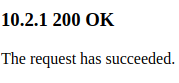 10.2.1 200 OK
The request has succeeded.